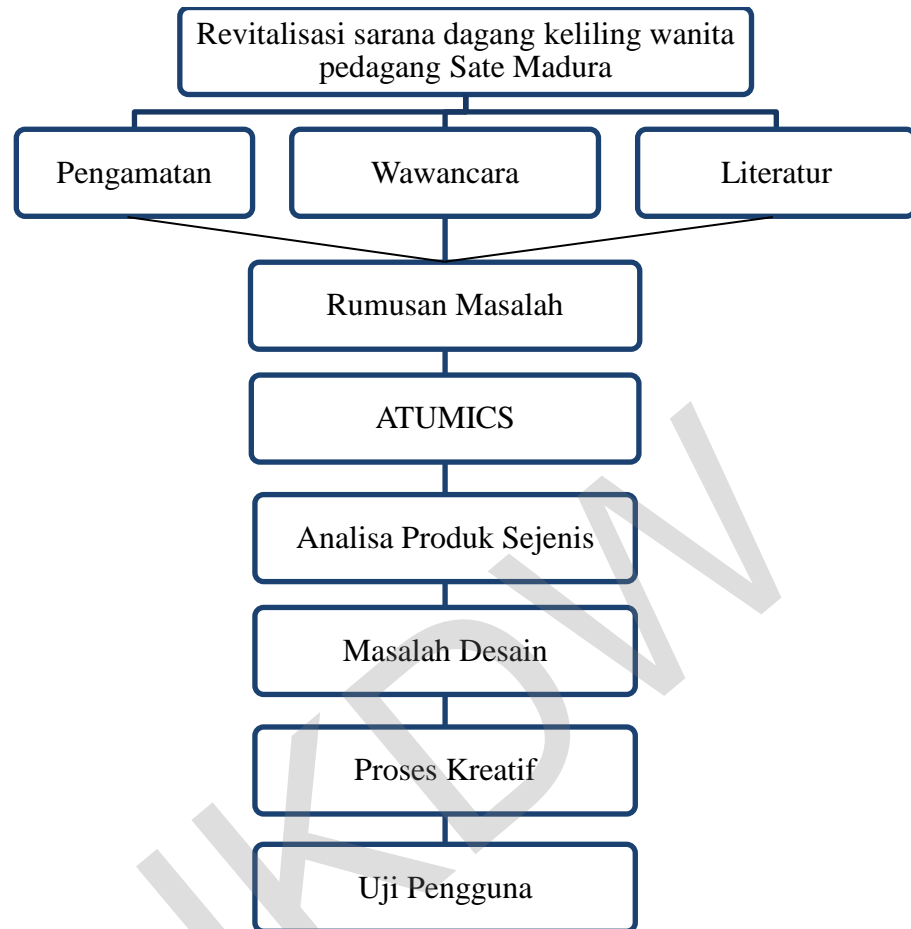 Revitalisasi sarana dagang keliling wanita
pedagang Sate Madura
Pengamatan
Wawancara
Literatur
Rumusan Masalah
ATUMICS
Analisa Produk Sejenis
Masalah Desain
Proses Kreatif
Uji Pengguna
UKDW